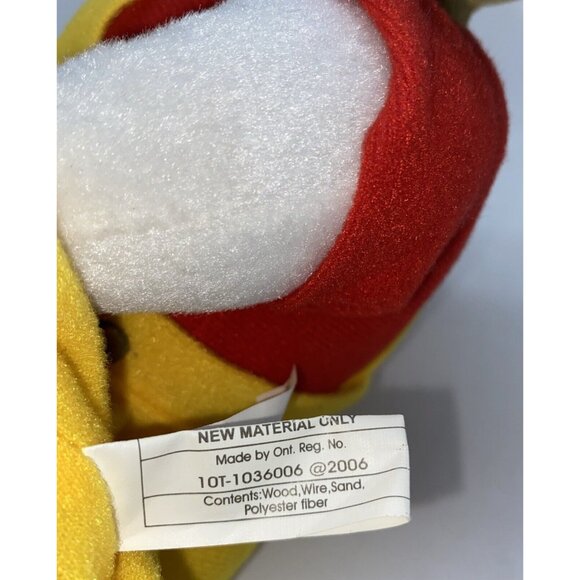 NEW MATERIAL ONLY
Made by Ont. Reg. No.
10T-1036006 @2006
Contents:Wood,Wire,Sand,
Polyester fiber